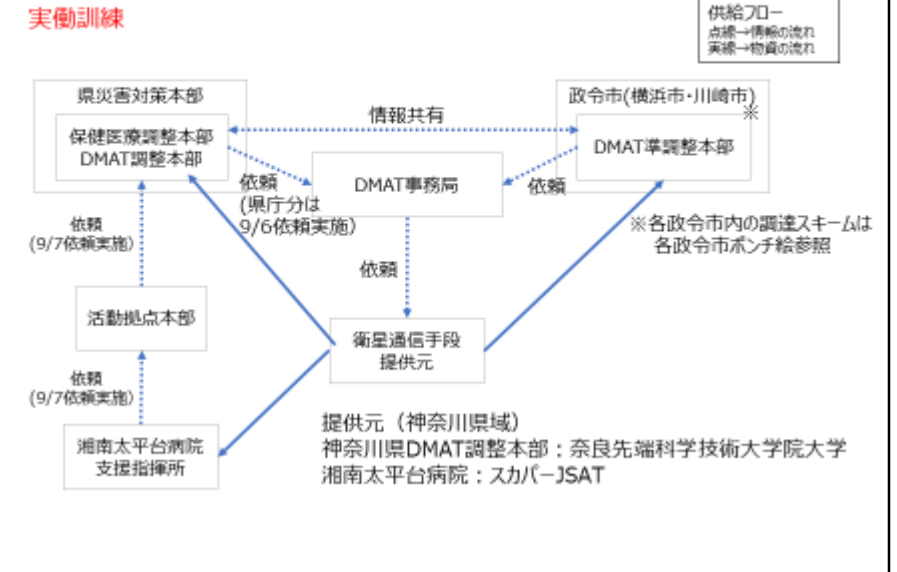 実働訓練
供給フロー
点線→情報の流れ
実線→物資の流れ
県災害対策本部
保健医療調整本部
DMAT調整本部
情報共有
政令市(横浜市・川崎市)
※
DMAT準調整本部
DMAT事務局
依頼
(県庁分は
9/6依頼実施)
依頼
※各政令市内の調達スキームは
各政令市ポンチ絵参照
依頼
(9/7依頼実施)
依頼
活動拠点本部
衛星通信手段
提供元
依頼
(9/7依頼実施)
湘南太平台病院
支援指揮所
提供元（神奈川県域）
神奈川県DMAT調整本部：奈良先端科学技術大学院大学
湘南太平台病院：スカパーJSAT